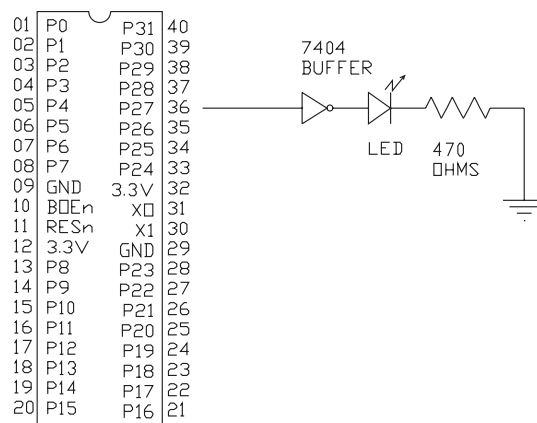 01 P0 P31 40
02 P1 P30 39
03 P2 P29 38
04 P3 P28 37
05 P4 P27 36
06 P5 P26 35
07 P6 P25 34
08 P7 P24 33
09 GND 3.3V 32
10 BOEn XO 31
11 RESn X1 30
12 3.3V GND 29
13 P8 P23 28
14 P9 P22 27
15 P10 P21 26
16 P11 P20 25
17 P12 P19 24
18 P13 P18 23
19 P14 P17 22
20 P15 P16 21
7404
BUFFER
LED
470
OHMS